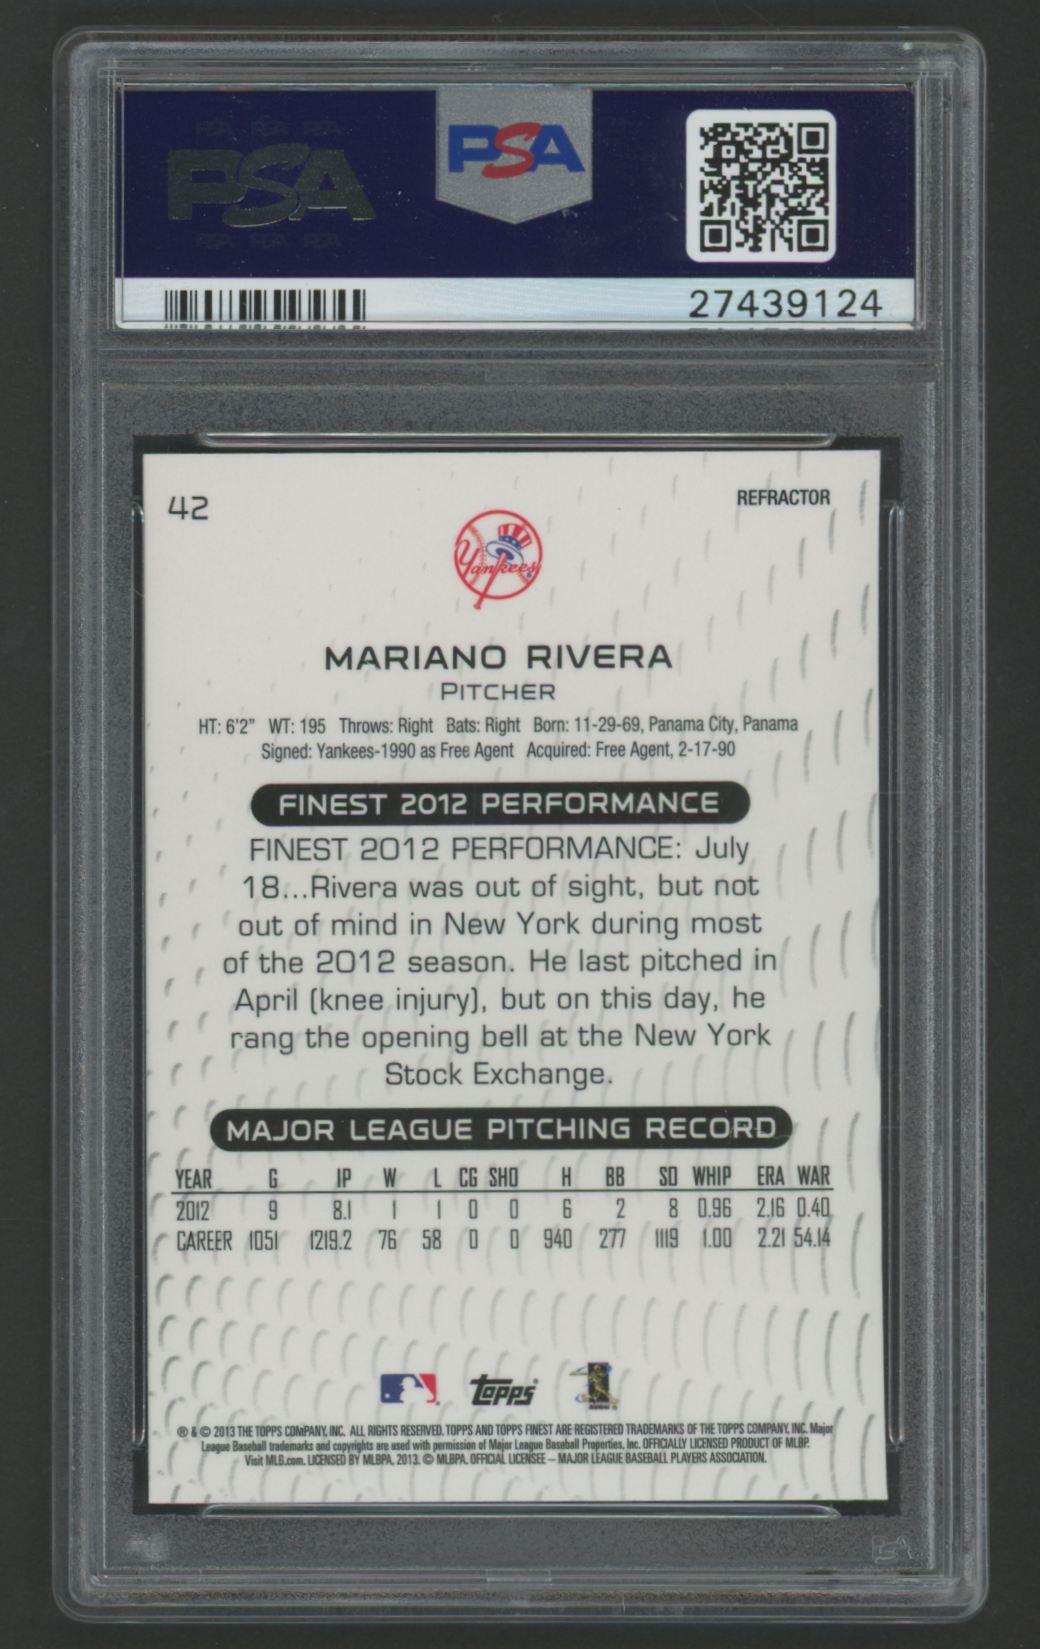 PSA PSA PSA
PSA
PSA PSA PSA
PSA
27439124
42
REFRACTOR
Yankees
MARIANO RIVERA
PITCHER
HT: 6'2" WT: 195 Throws: Right Bats: Right Born: 11-29-69, Panama City, Panama
Signed: Yankees-1990 as Free Agent Acquired: Free Agent, 2-17-90
FINEST 2012 PERFORMANCE
FINEST 2012 PERFORMANCE: July
18...Rivera was out of sight, but not
out of mind in New York during most
of the 2012 season. He last pitched in
April (knee injury), but on this day, he
rang the opening bell at the New York
Stock Exchange.
MAJOR LEAGUE PITCHING RECORD
YEAR G IP W L CG SHO H BB SO WHIP ERA WAR
2012 9 8.1 1 1 0 0 6 2 8 0.96 2.16 0.40
CAREER 1051 1219.2 76 58 0 0 940 277 1119 1.00 2.21 54.14
Topps
® & © 2013 THE TOPPS COMPANY, INC. ALL RIGHTS RESERVED. TOPPS AND TOPPS FINEST ARE REGISTERED TRADEMARKS OF THE TOPPS COMPANY, INC. Major
League Baseball trademarks and copyrights are used with permission of Major League Baseball Properties, Inc. OFFICIALLY LICENSED PRODUCT OF MLBP.
Visit MLB.com. LICENSED BY MLBPA, 2013. © MLBPA. OFFICIAL LICENSEE – MAJOR LEAGUE BASEBALL PLAYERS ASSOCIATION.
PSA